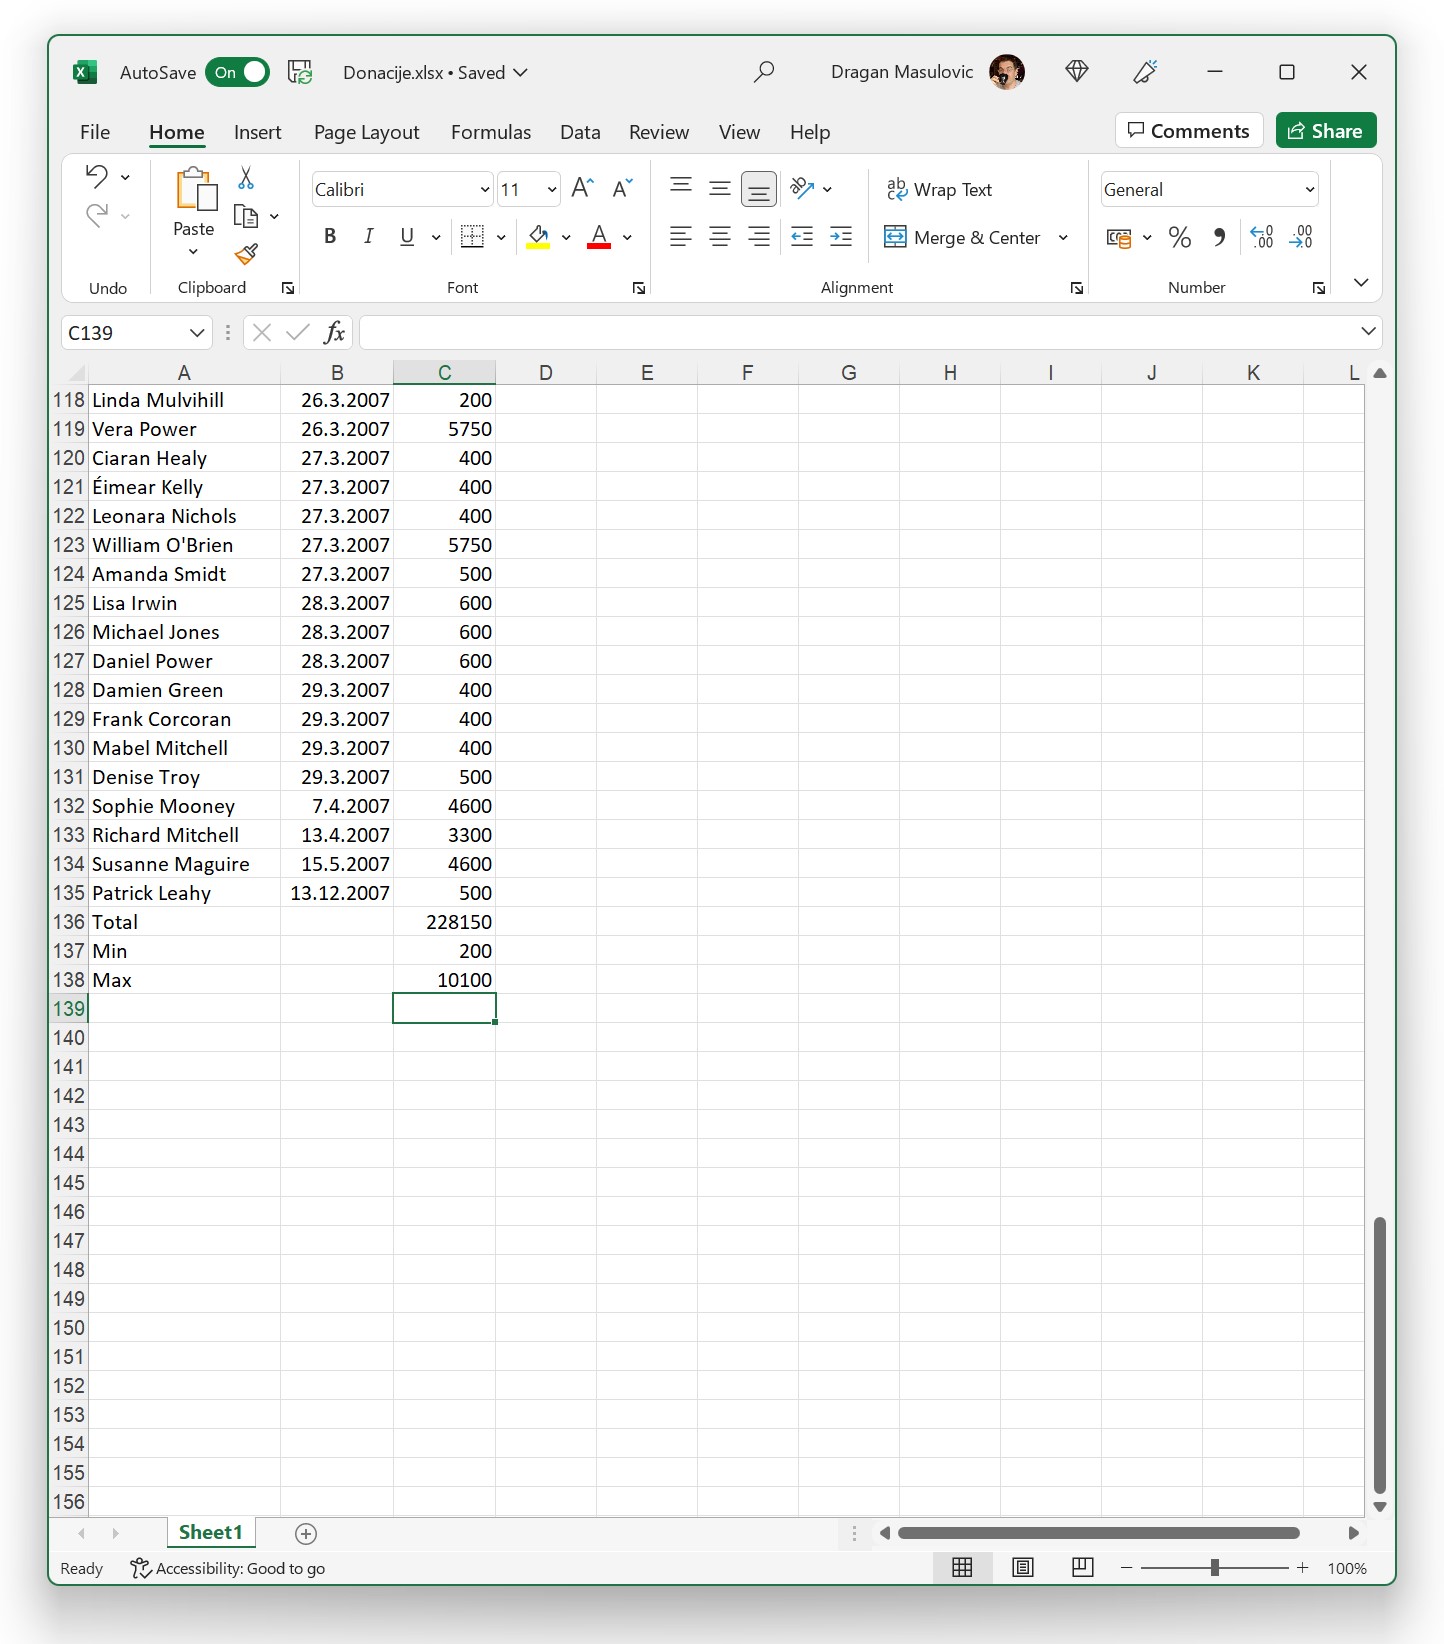 AutoSave On Donacije.xlsx • Saved Dragan Masulovic
File Home Insert Page Layout Formulas Data Review View Help Comments Share
Paste
Calibri 11
B I U A
Wrap Text
Merge & Center
General
Undo Clipboard Font Alignment Number
C139 fx
A B C D E F G H I J K L
118 Linda Mulvihill 26.3.2007 200
119 Vera Power 26.3.2007 5750
120 Ciaran Healy 27.3.2007 400
121 Éimear Kelly 27.3.2007 400
122 Leonara Nichols 27.3.2007 400
123 William O'Brien 27.3.2007 5750
124 Amanda Smidt 27.3.2007 500
125 Lisa Irwin 28.3.2007 600
126 Michael Jones 28.3.2007 600
127 Daniel Power 28.3.2007 600
128 Damien Green 29.3.2007 400
129 Frank Corcoran 29.3.2007 400
130 Mabel Mitchell 29.3.2007 400
131 Denise Troy 29.3.2007 500
132 Sophie Mooney 7.4.2007 4600
133 Richard Mitchell 13.4.2007 3300
134 Susanne Maguire 15.5.2007 4600
135 Patrick Leahy 13.12.2007 500
136 Total 228150
137 Min 200
138 Max 10100
139
140
141
142
143
144
145
146
147
148
149
150
151
152
153
154
155
156
Sheet1
Ready Accessibility: Good to go 100%